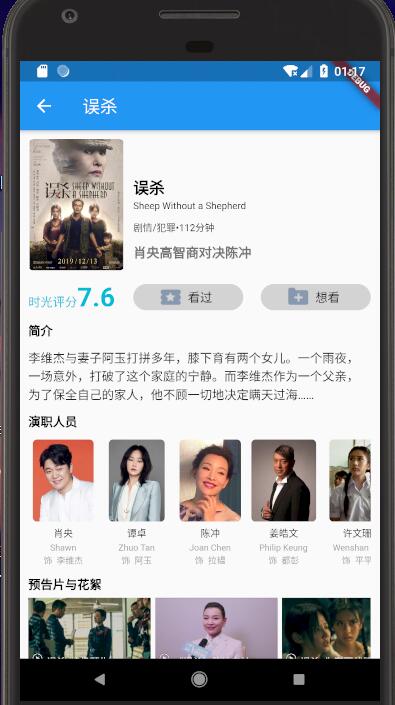 01:17
DEBUG
误杀
误杀
SHEEP WITHOUT
A SHEPHERD
2019/12/13
误杀
Sheep Without a Shepherd
剧情/犯罪•112分钟
肖央高智商对决陈冲
时光评分7.6
看过
想看
简介
李维杰与妻子阿玉打拼多年，膝下育有两个女儿。一个雨夜，
一场意外，打破了这个家庭的宁静。而李维杰作为一个父亲，
为了保全自己的家人，他不顾一切地决定瞒天过海……
演职人员
肖央 谭卓 陈冲 姜皓文 许文珊
Shawn Zhuo Tan Joan Chen Philip Keung Wenshan
饰 李维杰 饰 阿玉 饰 拉韫 饰 都彭 饰 平平
预告片与花絮